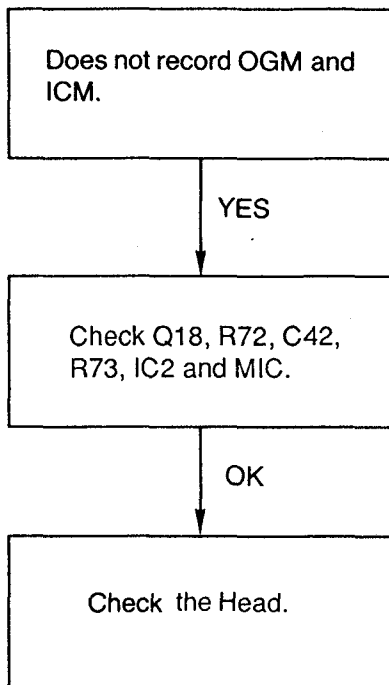 Does not record OGM and
ICM.
YES
Check Q18, R72, C42,
R73, IC2 and MIC.
OK
Check the Head.